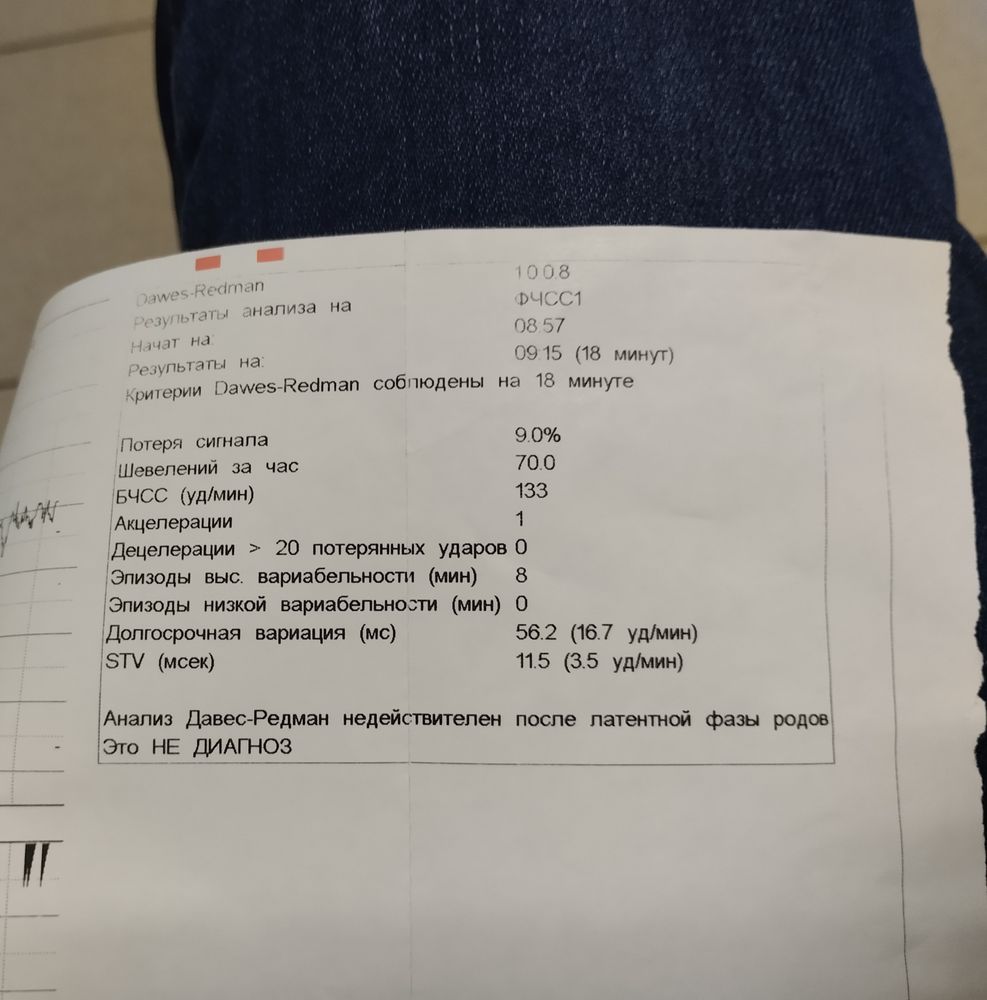 Dawes-Redman 10.0.8
Результаты анализа на ФЧСС1
Начат на: 08:57
Результаты на: 09:15 (18 минут)
Критерии Dawes-Redman соблюдены на 18 минуте
Потеря сигнала 9.0%
Шевелений за час 70.0
БЧСС (уд/мин) 133
Акцелерации 1
Децелерации > 20 потерянных ударов 0
Эпизоды выс. вариабельности (мин) 8
Эпизоды низкой вариабельности (мин) 0
Долгосрочная вариация (мс) 56.2 (16.7 уд/мин)
STV (мсек) 11.5 (3.5 уд/мин)
Анализ Давес-Редман недействителен после латентной фазы родов
Это НЕ ДИАГНОЗ